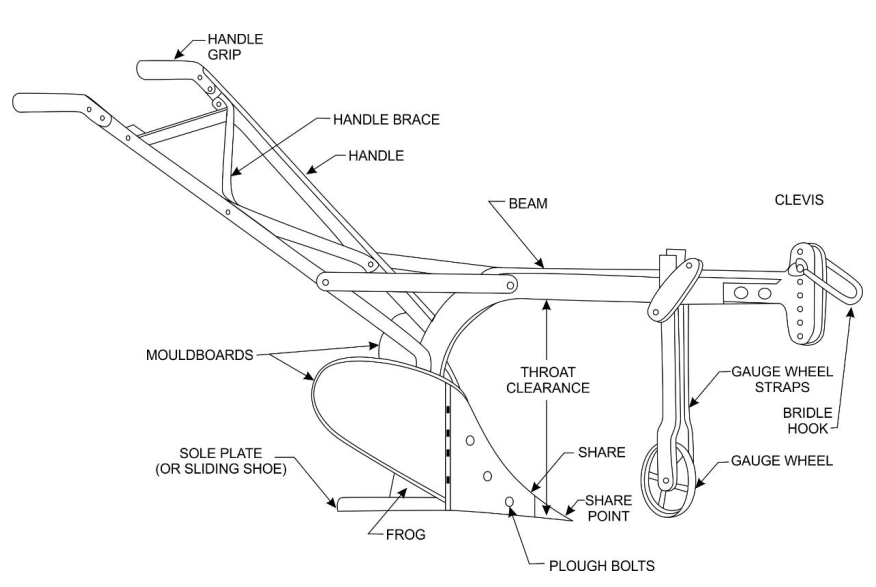 HANDLE
GRIP
HANDLE BRACE
HANDLE
BEAM
CLEVIS
MOULDBOARDS
THROAT
CLEARANCE
GAUGE WHEEL
STRAPS
BRIDLE
HOOK
SOLE PLATE
(OR SLIDING SHOE)
SHARE
GAUGE WHEEL
SHARE
POINT
FROG
PLOUGH BOLTS